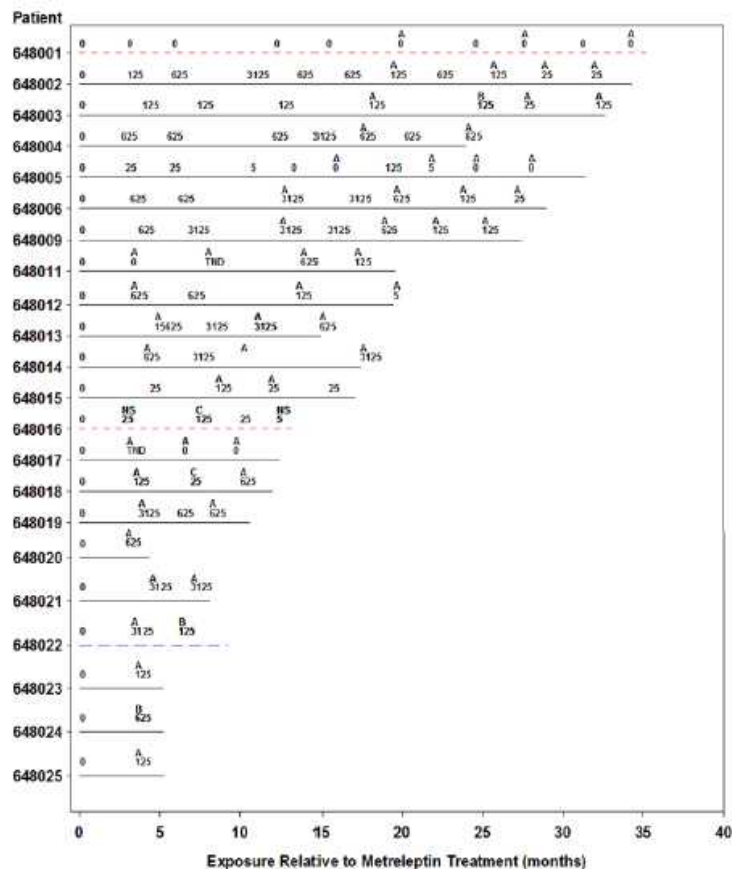 Patient
A A A
0 0 0 0 0 0 0 0 0 0
648001
A A A A
0 125 625 3125 625 625 125 625 125 25 25
648002
A B A A
0 125 125 125 125 125 25 125
648003
A A
0 625 625 625 3125 625 625 625
648004
A A A A
0 25 25 5 0 0 125 5 0 0
648005
A A A A
0 625 625 3125 3125 625 125 25
648006
A A A A
0 625 3125 3125 3125 625 125 125
648009
A A A A
0 0 TND 625 125
648011
A A A
0 625 625 125 5
648012
A A A
0 15625 3125 3125 625
648013
A A A
0 625 3125 3125
648014
A A
0 25 125 25 25
648015
NS C NS
0 25 125 25 5
648016
A A A
0 TND 0 0
648017
A C A
0 125 25 625
648018
A A
0 3125 625 625
648019
A
0 625
648020
A A
0 3125 3125
648021
A B
0 3125 125
648022
A
0 125
648023
B
0 625
648024
A
0 125
648025
0 5 10 15 20 25 30 35 40
Exposure Relative to Metreleptin Treatment (months)